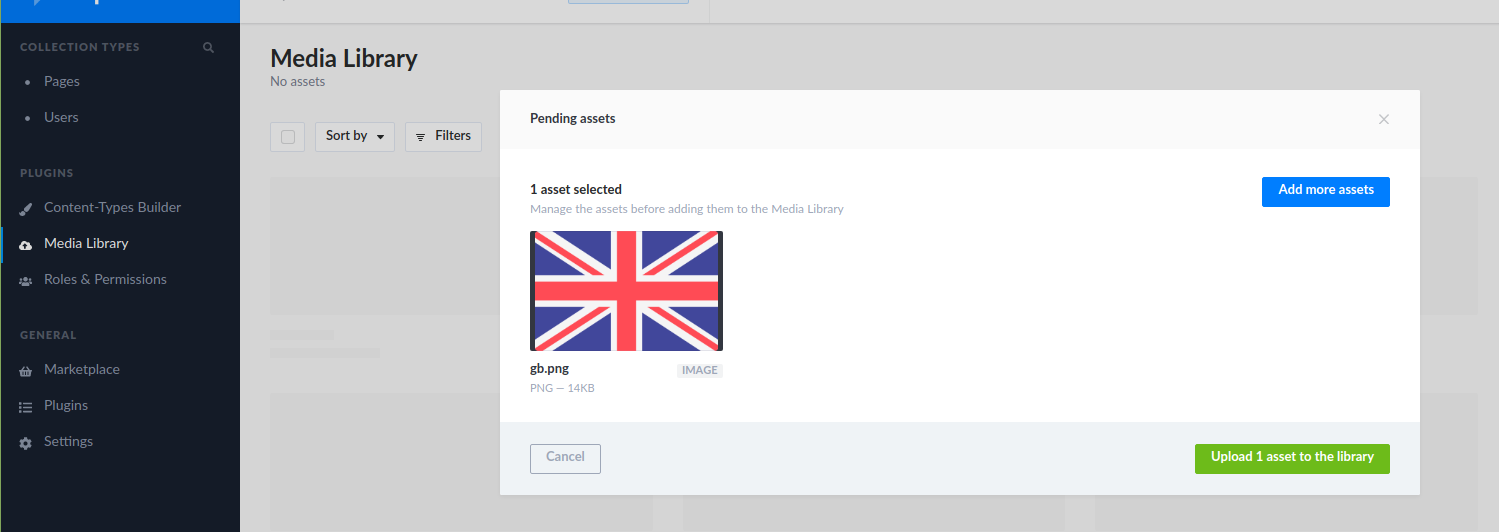 COLLECTION TYPES
Pages
Users
PLUGINS
Content-Types Builder
Media Library
Roles & Permissions
GENERAL
Marketplace
Plugins
Settings
Media Library
No assets
Sort by
Filters
Pending assets
1 asset selected
Manage the assets before adding them to the Media Library
Add more assets
gb.png
IMAGE
PNG — 14KB
Cancel
Upload 1 asset to the library